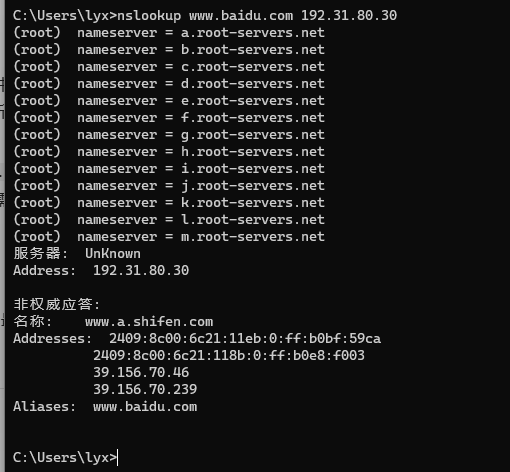 C:\Users\lyx>nslookup www.baidu.com 192.31.80.30
(root)  nameserver = a.root-servers.net
(root)  nameserver = b.root-servers.net
(root)  nameserver = c.root-servers.net
(root)  nameserver = d.root-servers.net
(root)  nameserver = e.root-servers.net
(root)  nameserver = f.root-servers.net
(root)  nameserver = g.root-servers.net
(root)  nameserver = h.root-servers.net
(root)  nameserver = i.root-servers.net
(root)  nameserver = j.root-servers.net
(root)  nameserver = k.root-servers.net
(root)  nameserver = l.root-servers.net
(root)  nameserver = m.root-servers.net
服务器:  UnKnown
Address:  192.31.80.30

非权威应答:
名称:    www.a.shifen.com
Addresses:  2409:8c00:6c21:11eb:0:ff:b0bf:59ca
          2409:8c00:6c21:118b:0:ff:b0e8:f003
          39.156.70.46
          39.156.70.239
Aliases:  www.baidu.com

C:\Users\lyx>